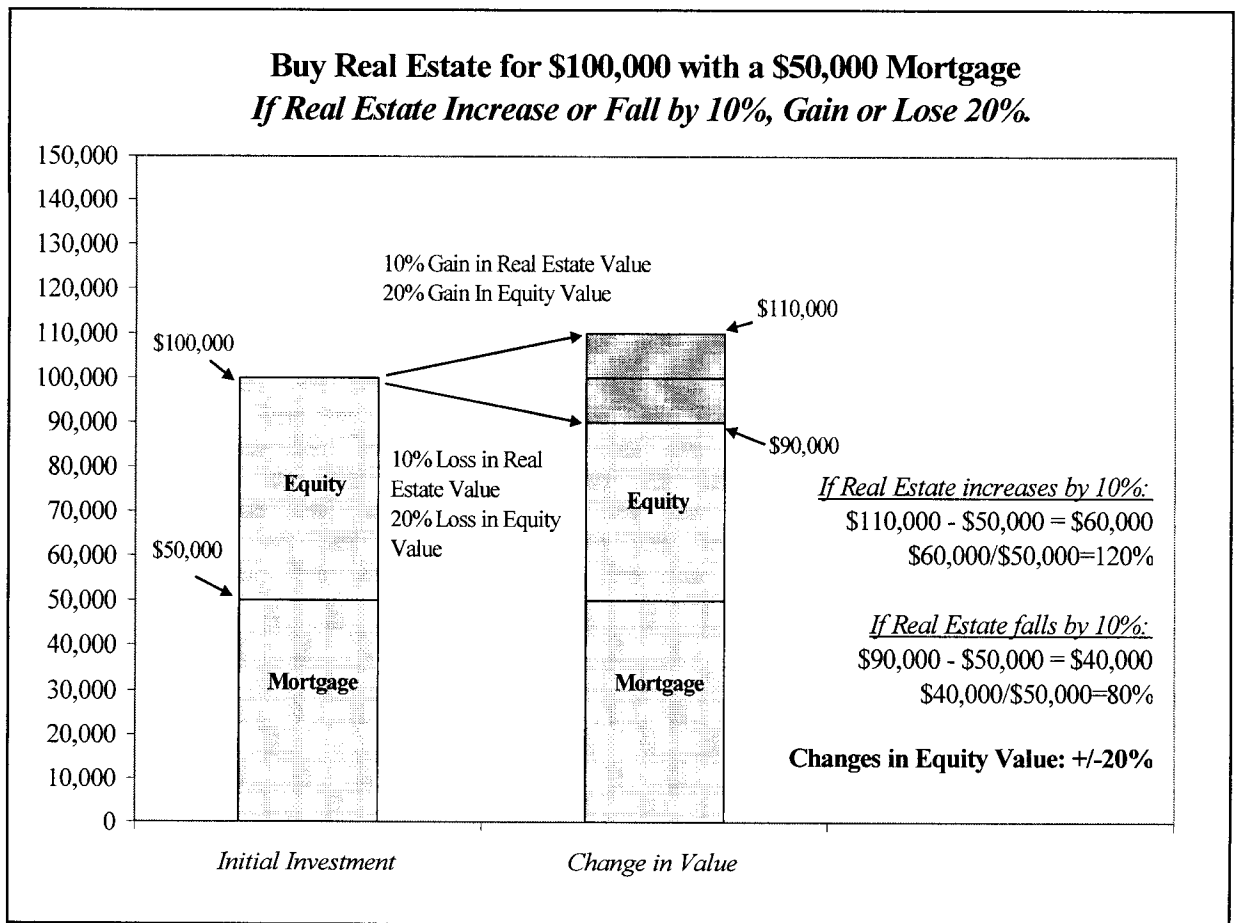 Buy Real Estate for $100,000 with a $50,000 Mortgage
If Real Estate Increase or Fall by 10%, Gain or Lose 20%.
150,000
140,000
130,000
120,000
110,000
100,000
90,000
80,000
70,000
60,000
50,000
40,000
30,000
20,000
10,000
0
$100,000
$50,000
Equity
Mortgage
10% Gain in Real Estate Value
20% Gain In Equity Value
10% Loss in Real
Estate Value
20% Loss in Equity
Value
$110,000
$90,000
Equity
Mortgage
If Real Estate increases by 10%:
$110,000 - $50,000 = $60,000
$60,000/$50,000=120%
If Real Estate falls by 10%:
$90,000 - $50,000 = $40,000
$40,000/$50,000=80%
Changes in Equity Value: +/-20%
Initial Investment
Change in Value